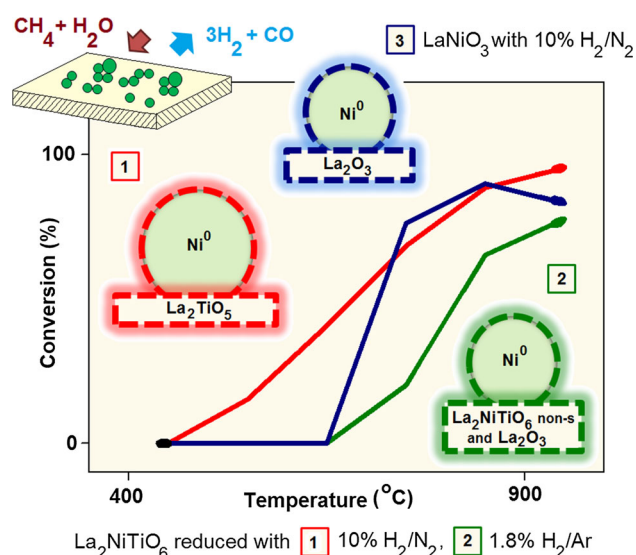 CH₄ + H₂O
3H₂ + CO
3 LaNiO₃ with 10% H₂/N₂
100
1
Ni⁰
La₂O₃
Ni⁰
La₂TiO₅
2
Ni⁰
La₂NiTiO₆ non-s
and La₂O₃
Conversion (%)
0
400
Temperature (°C)
900
La₂NiTiO₆ reduced with 1 10% H₂/N₂, 2 1.8% H₂/Ar